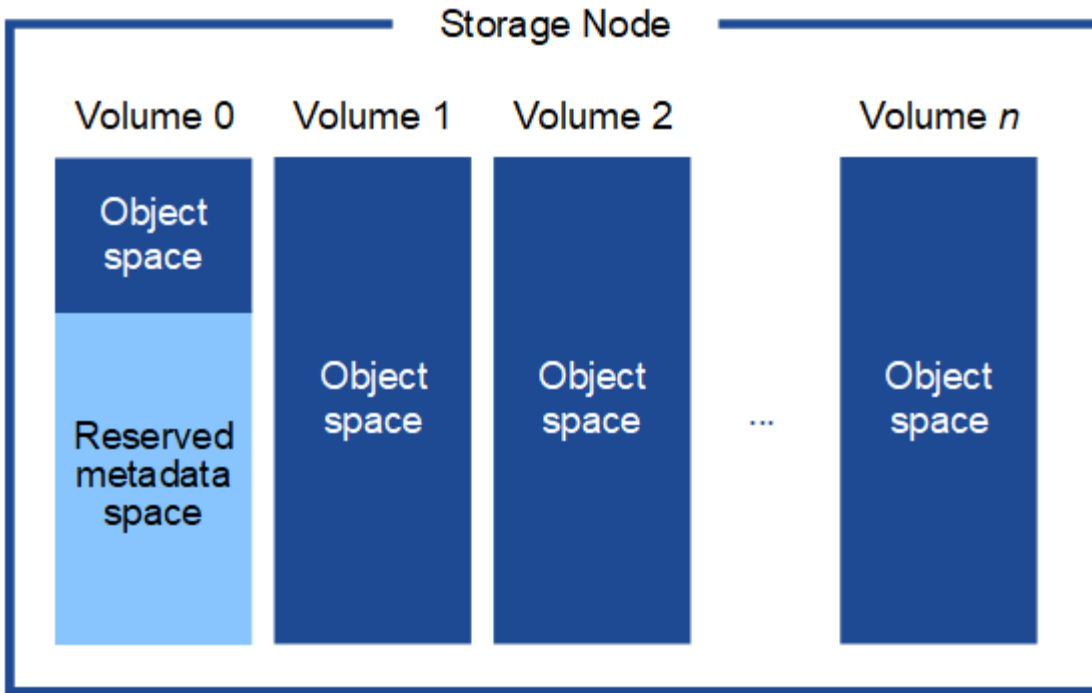 Storage Node
Volume 0
Volume 1
Volume 2
Volume n
Object
space
Reserved
metadata
space
Object
space
Object
space
...
Object
space